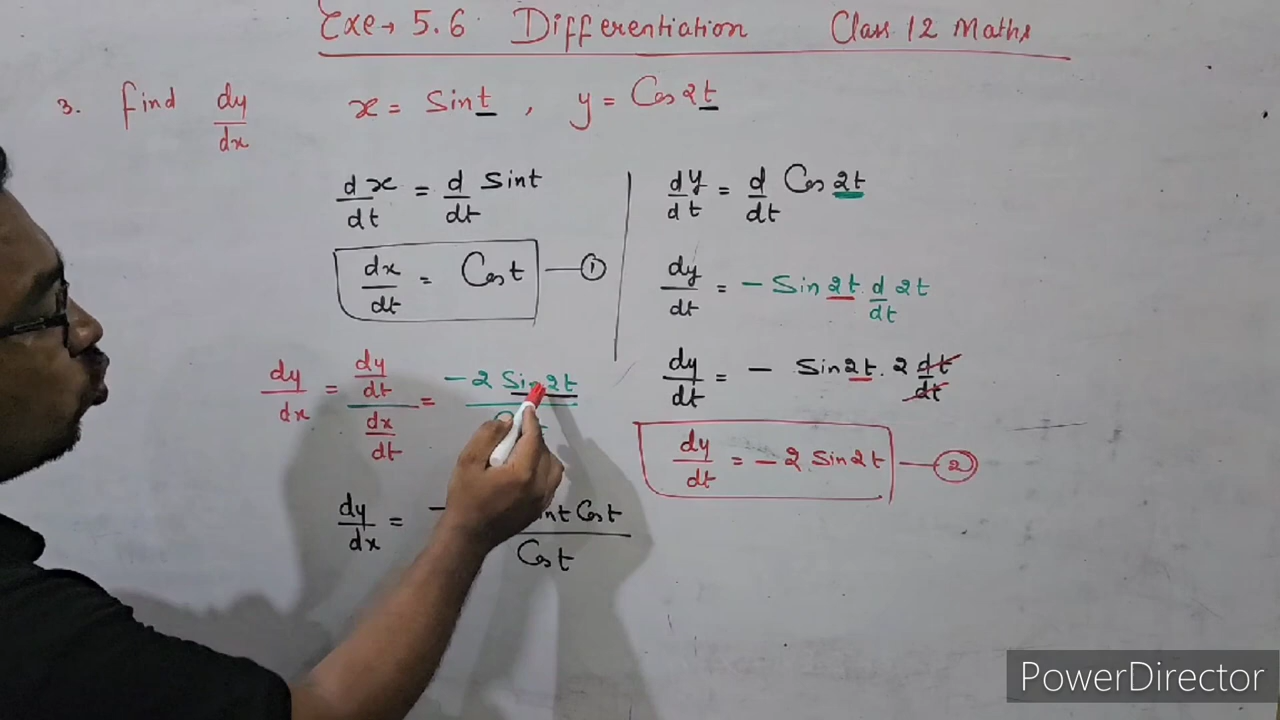 Exe→ 5.6 Differentiation Class 12 Maths
3. find dy/dx x = Sint , y = Cos2t
dx/dt = d/dt Sint
dx/dt = Cost —①
dy/dt = d/dt Cos2t
dy/dt = - Sin2t. d/dt 2t
dy/dt = - Sin2t. 2 dt/dt
dy/dt = -2 Sin2t —②
dy/dx = dy/dt / dx/dt = -2 Sin2t
dy/dx = - nt Cost / Cost
PowerDirector